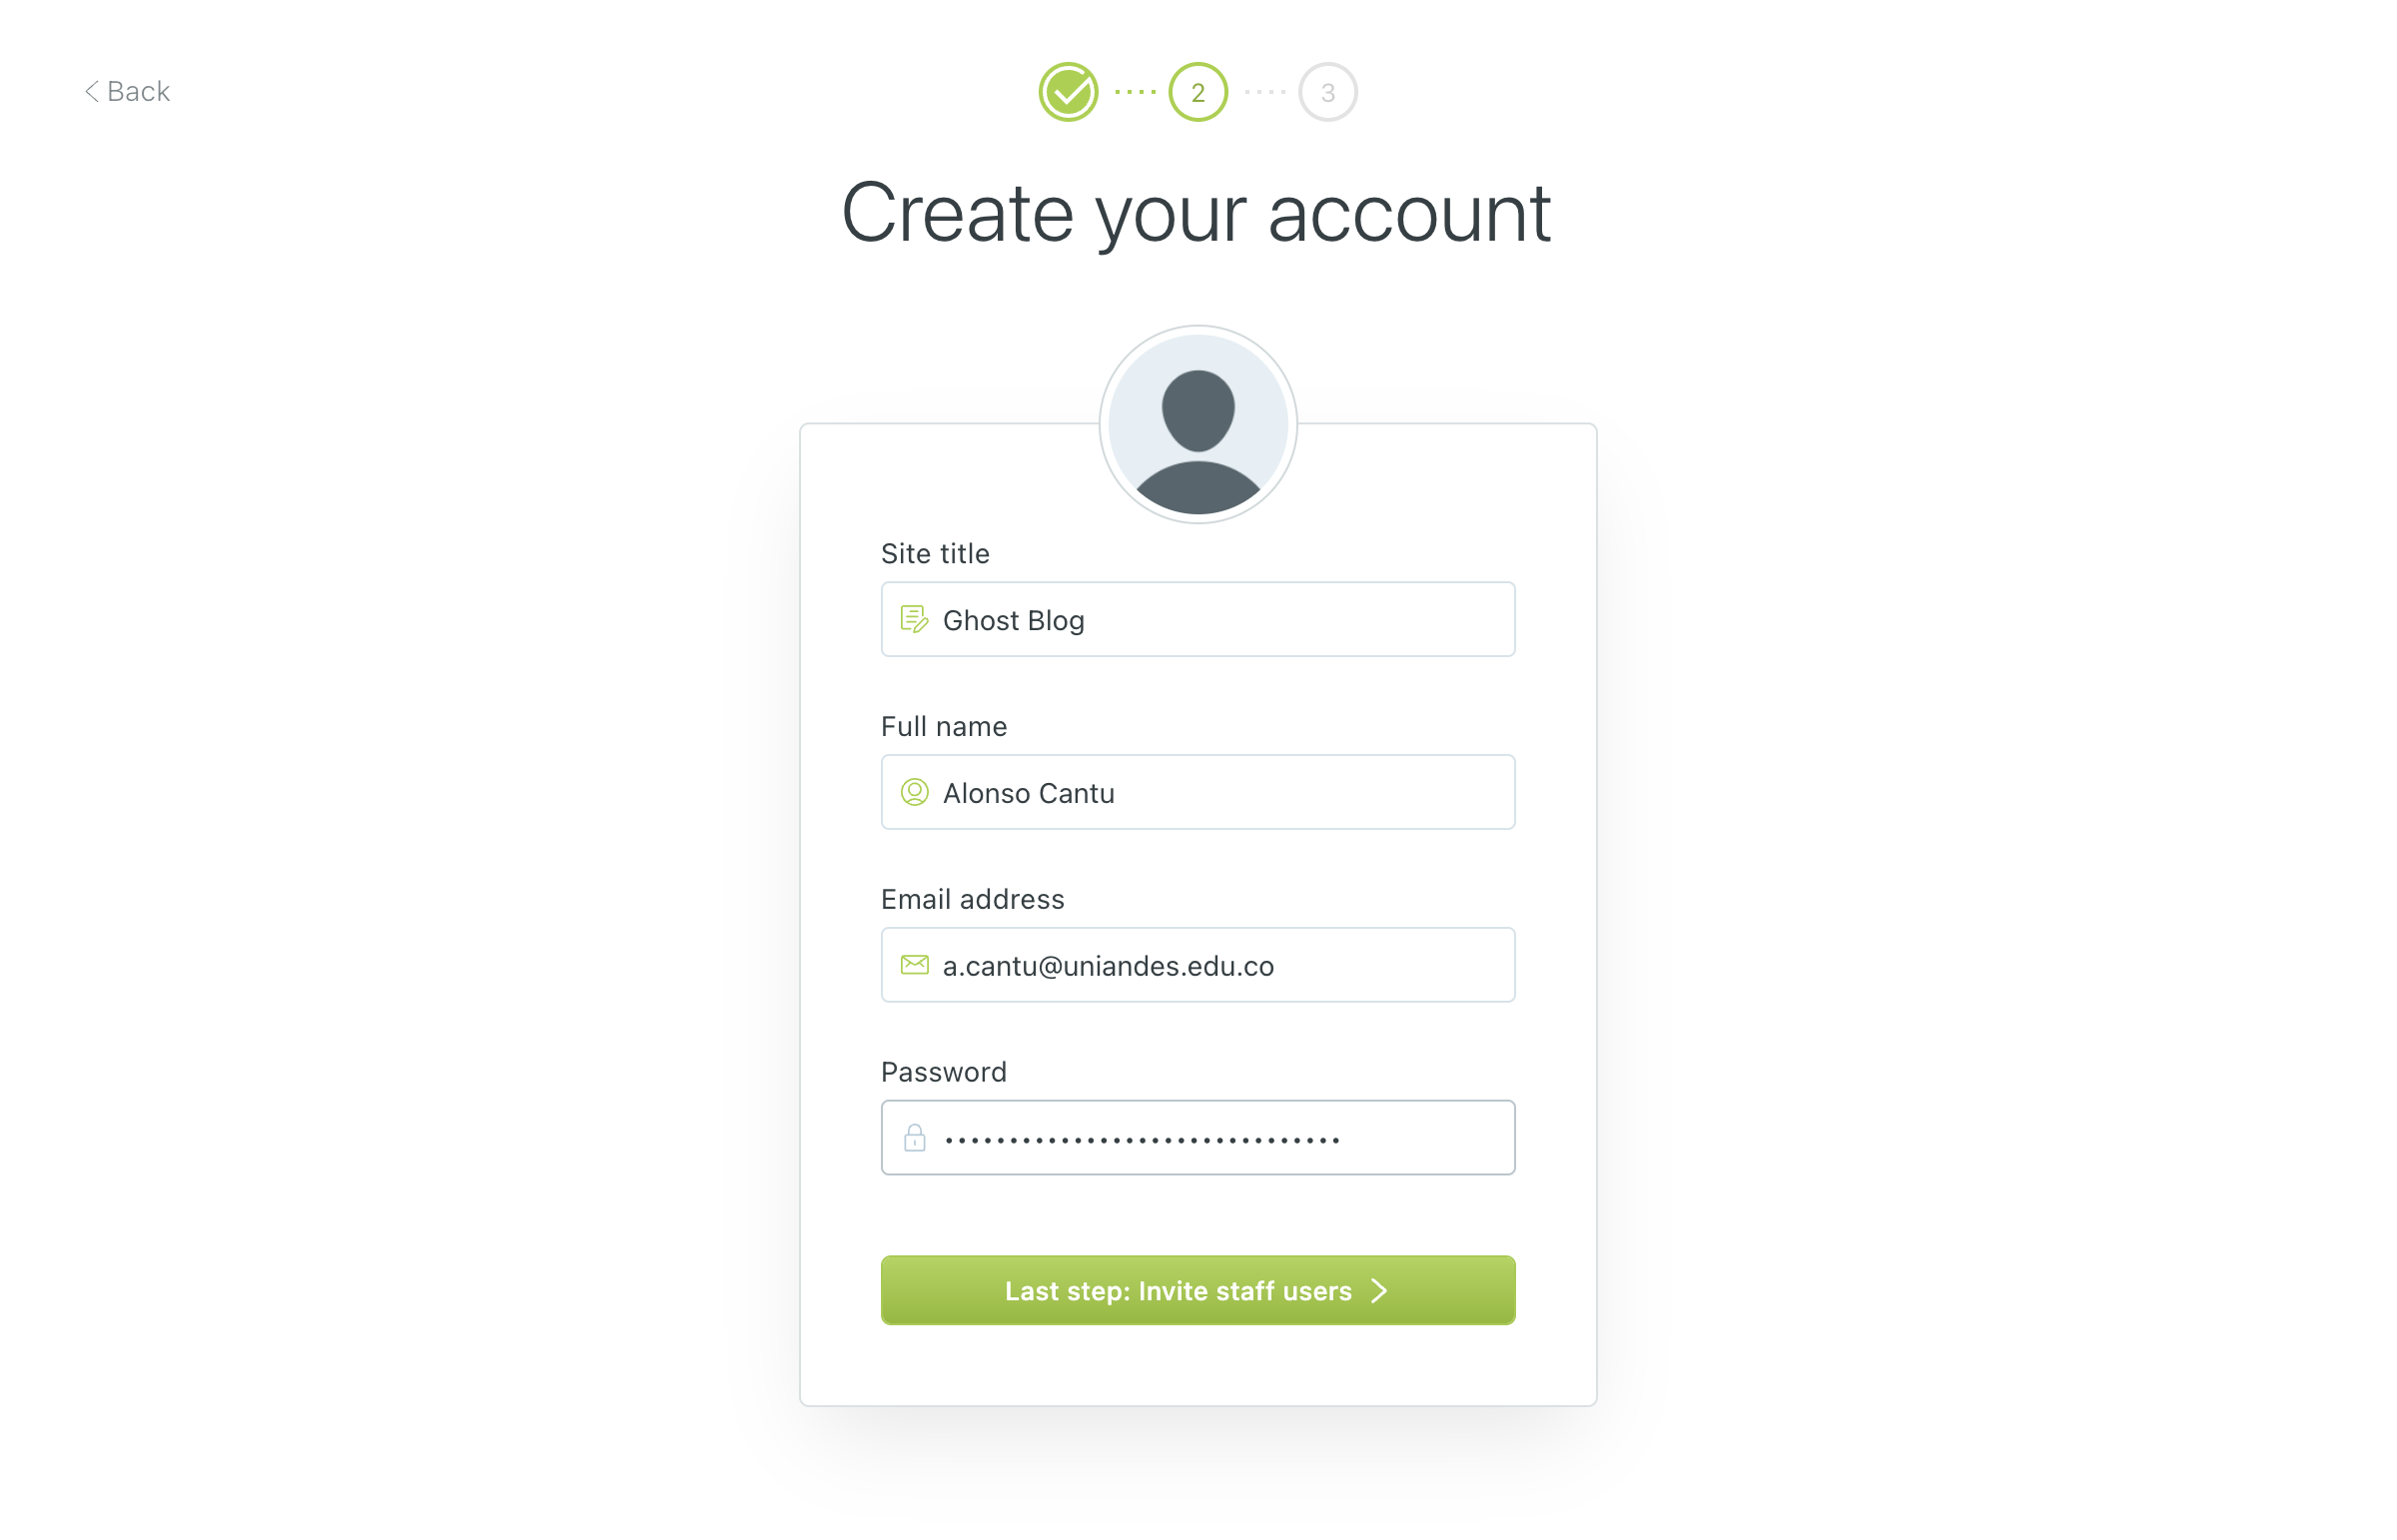 Back
2
3
Create your account
Site title
Ghost Blog
Full name
Alonso Cantu
Email address
a.cantu@uniandes.edu.co
Password
•••••••••••••••••••••••••••••••
Last step: Invite staff users